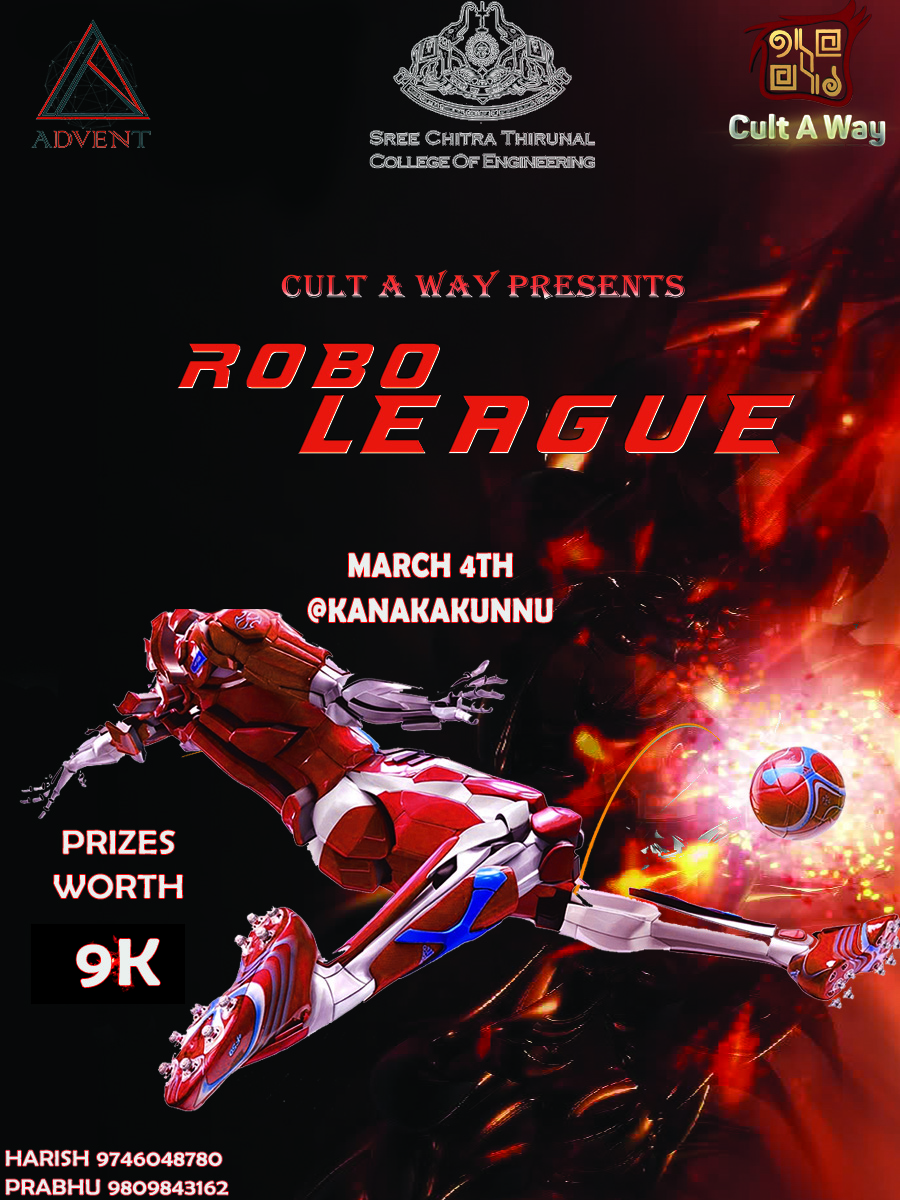 ADVENT
SREE CHITRA THIRUNAL
COLLEGE OF ENGINEERING
Cult A Way
CULT A WAY PRESENTS
ROBO
LEAGUE
MARCH 4TH
@KANAKAKUNNU
PRIZES
WORTH
9K
HARISH 9746048780
PRABHU 9809843162